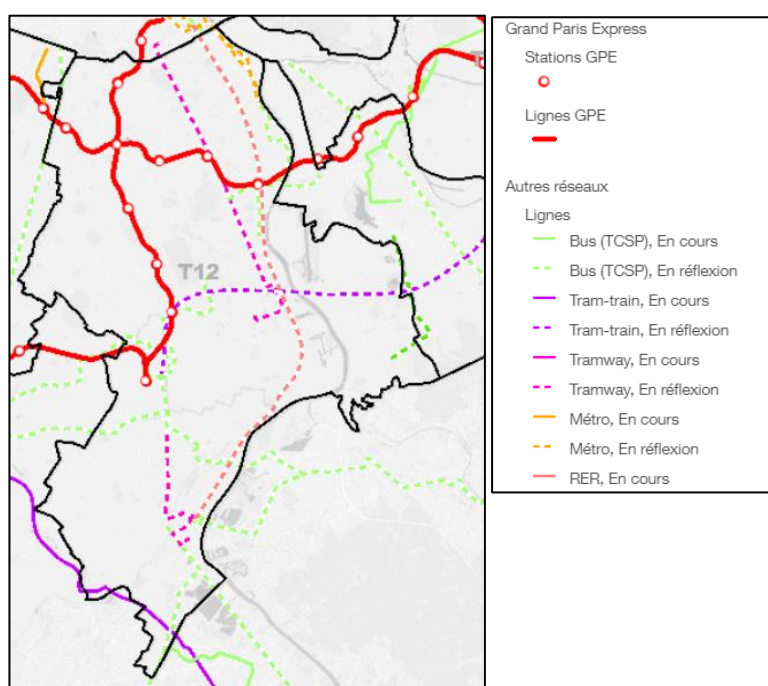 T12
T
Grand Paris Express
Stations GPE
Lignes GPE
Autres réseaux
Lignes
Bus (TCSP), En cours
Bus (TCSP), En réflexion
Tram-train, En cours
Tram-train, En réflexion
Tramway, En cours
Tramway, En réflexion
Métro, En cours
Métro, En réflexion
RER, En cours